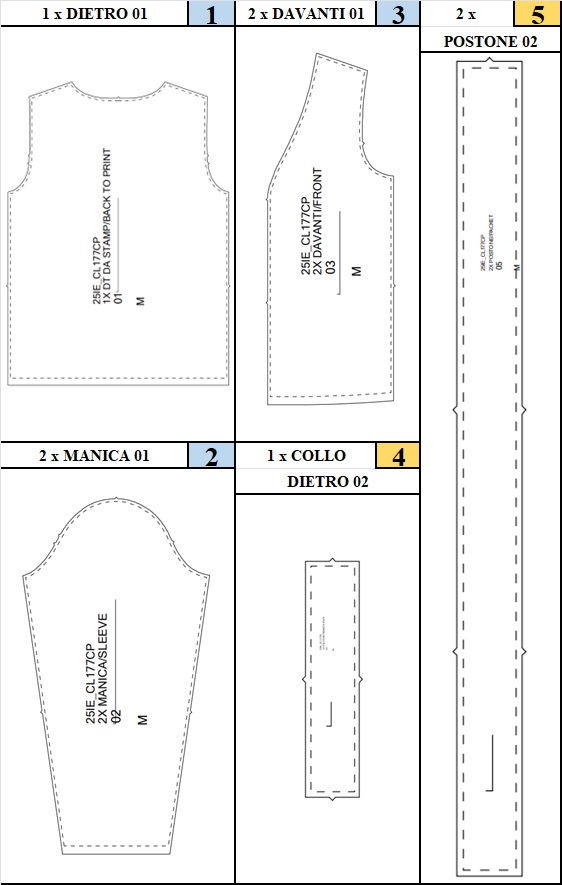 1 x DIETRO 01
1
25IE_CL177CP
1X DT DA STAMP/BACK TO PRINT
01
M
2 x DAVANTI 01
3
25IE_CL177CP
2X DAVANTI/FRONT
03
M
2 x
5
POSTONE 02
25IE_CL177CP
2X POSTONE/PACKET
05
M
2 x MANICA 01
2
25IE_CL177CP
2X MANICA/SLEEVE
02
M
1 x COLLO
4
DIETRO 02